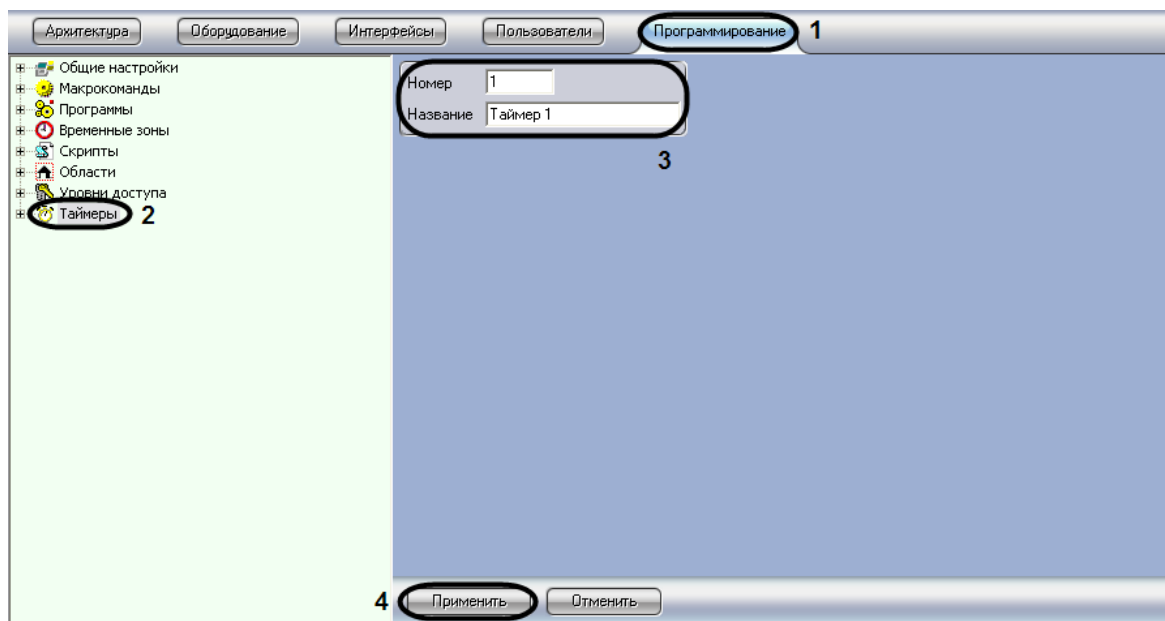 Архитектура Оборудование Интерфейсы Пользователи Программирование 1
Общие настройки
Макрокоманды
Программы
Временные зоны
Скрипты
Области
Уровни доступа
Таймеры 2
Номер 1
Название Таймер 1
3
4 Применить Отменить